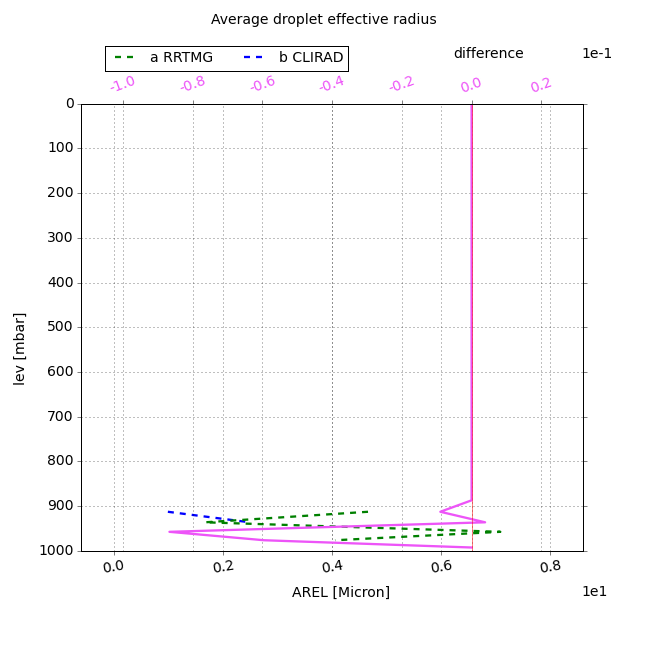 Average droplet effective radius
a RRTMG b CLIRAD
difference 1e-1
-1.0 -0.8 -0.6 -0.4 -0.2 0.0 0.2
0
100
200
300
400
500
600
700
800
900
1000
lev [mbar]
0.0 0.2 0.4 0.6 0.8
AREL [Micron] 1e1